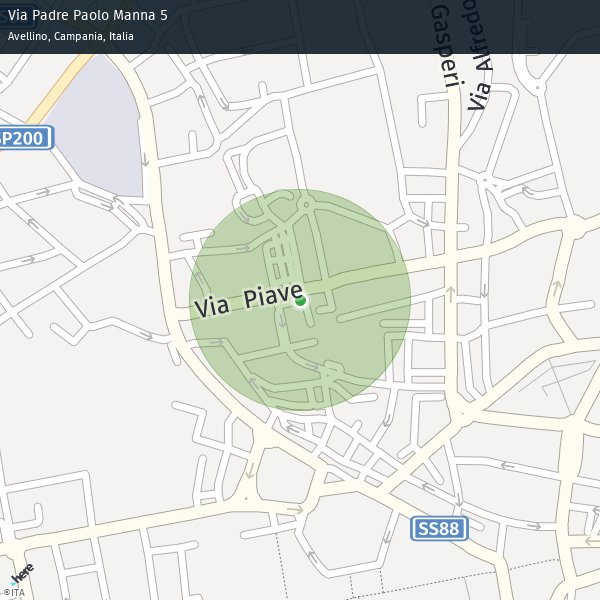 Via Padre Paolo Manna 5
Avellino, Campania, Italia
Gasperi
Via Alfredo
SP200
Via Piave
SS88
here
©ITA